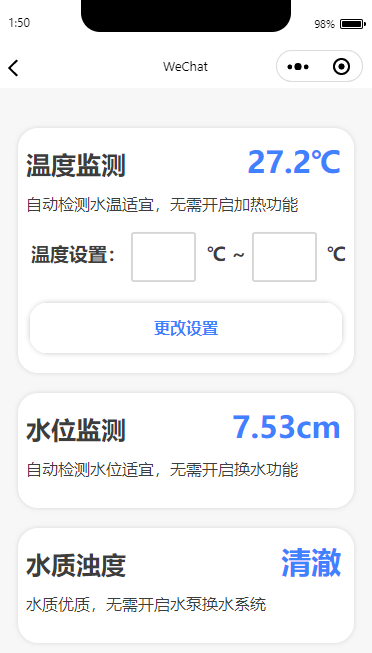 1:50 98%
WeChat
温度监测 27.2℃
自动检测水温适宜，无需开启加热功能
温度设置： ℃ ~ ℃
更改设置
水位监测 7.53cm
自动检测水位适宜，无需开启换水功能
水质浊度 清澈
水质优质，无需开启水泵换水系统